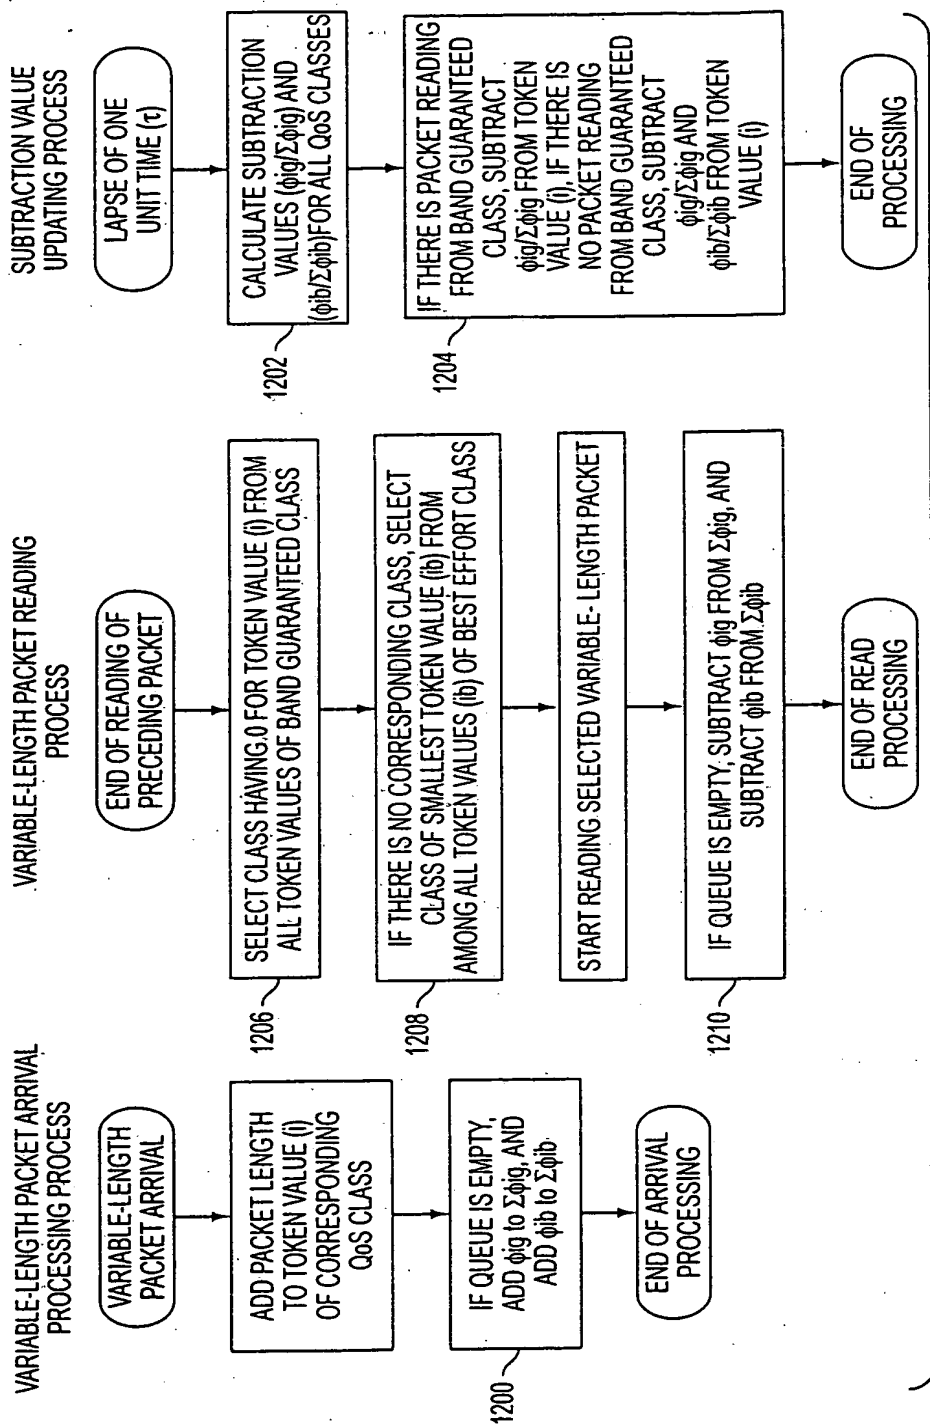 VARIABLE-LENGTH PACKET ARRIVAL
PROCESSING PROCESS
VARIABLE-LENGTH
PACKET ARRIVAL
ADD PACKET LENGTH
TO TOKEN VALUE (i)
OF CORRESPONDING
QoS CLASS
IF QUEUE IS EMPTY,
ADD ϕig to Σϕig, AND
ADD ϕib to Σϕib
1200
END OF ARRIVAL
PROCESSING
VARIABLE-LENGTH PACKET READING
PROCESS
END OF READING OF
PRECEDING PACKET
SELECT CLASS HAVING 0 FOR TOKEN VALUE (i) FROM
ALL TOKEN VALUES OF BAND GUARANTEED CLASS
1206
IF THERE IS NO CORRESPONDING CLASS, SELECT
CLASS OF SMALLEST TOKEN VALUE (ib) FROM
AMONG ALL TOKEN VALUES (ib) OF BEST EFFORT CLASS
1208
START READING SELECTED VARIABLE- LENGTH PACKET
IF QUEUE IS EMPTY, SUBTRACT ϕig FROM Σϕig, AND
SUBTRACT ϕib FROM Σϕib
1210
END OF READ
PROCESSING
SUBTRACTION VALUE
UPDATING PROCESS
LAPSE OF ONE
UNIT TIME (τ)
CALCULATE SUBTRACTION
VALUES (ϕig/Σϕig) AND
(ϕib/Σϕib)FOR ALL QoS CLASSES
1202
IF THERE IS PACKET READING
FROM BAND GUARANTEED
CLASS, SUBTRACT
ϕig/Σϕig FROM TOKEN
VALUE (i), IF THERE IS
NO PACKET READING
FROM BAND GUARANTEED
CLASS, SUBTRACT
ϕig/Σϕig AND
ϕib/Σϕib FROM TOKEN
VALUE (i)
1204
END OF
PROCESSING